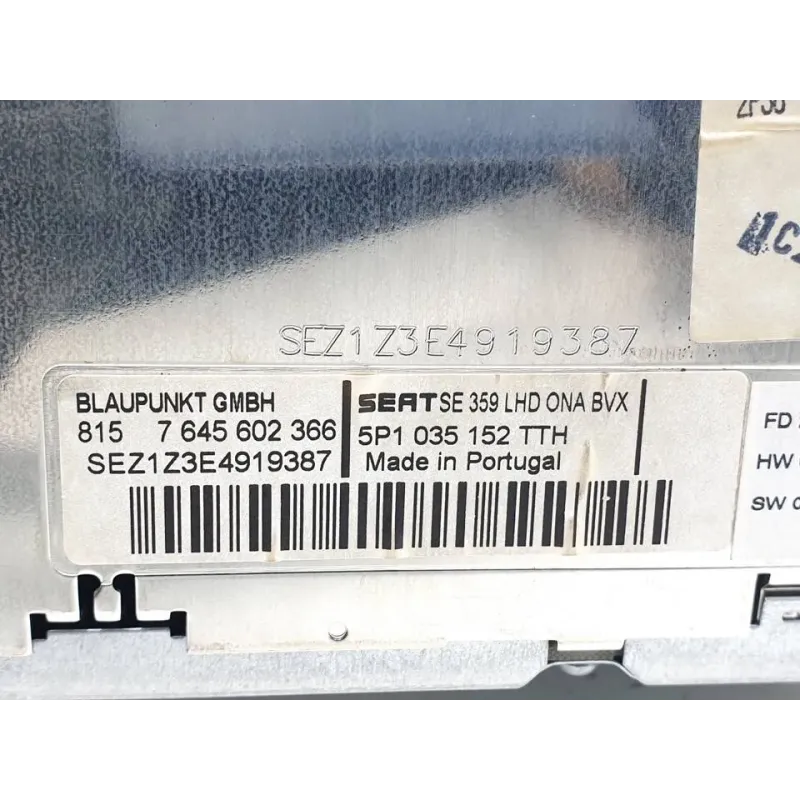 SEZ1Z3E4919387
BLAUPUNKT GMBH
815 7 645 602 366
SEZ1Z3E4919387
SEAT SE 359 LHD ONA BVX
5P1 035 152 TTH
Made in Portugal
FD
HW
SW